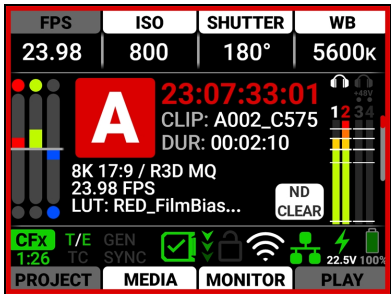 FPS ISO SHUTTER WB
23.98 800 180° 5600K
23:07:33:01
A
CLIP: A002_C575
DUR: 00:02:10
+48V
1 2 3 4
8K 17:9 / R3D MQ
23.98 FPS
LUT: RED_FilmBias...
ND
CLEAR
CFX T/E GEN
1:26 TC SYNC
22.5V 100%
PROJECT MEDIA MONITOR PLAY